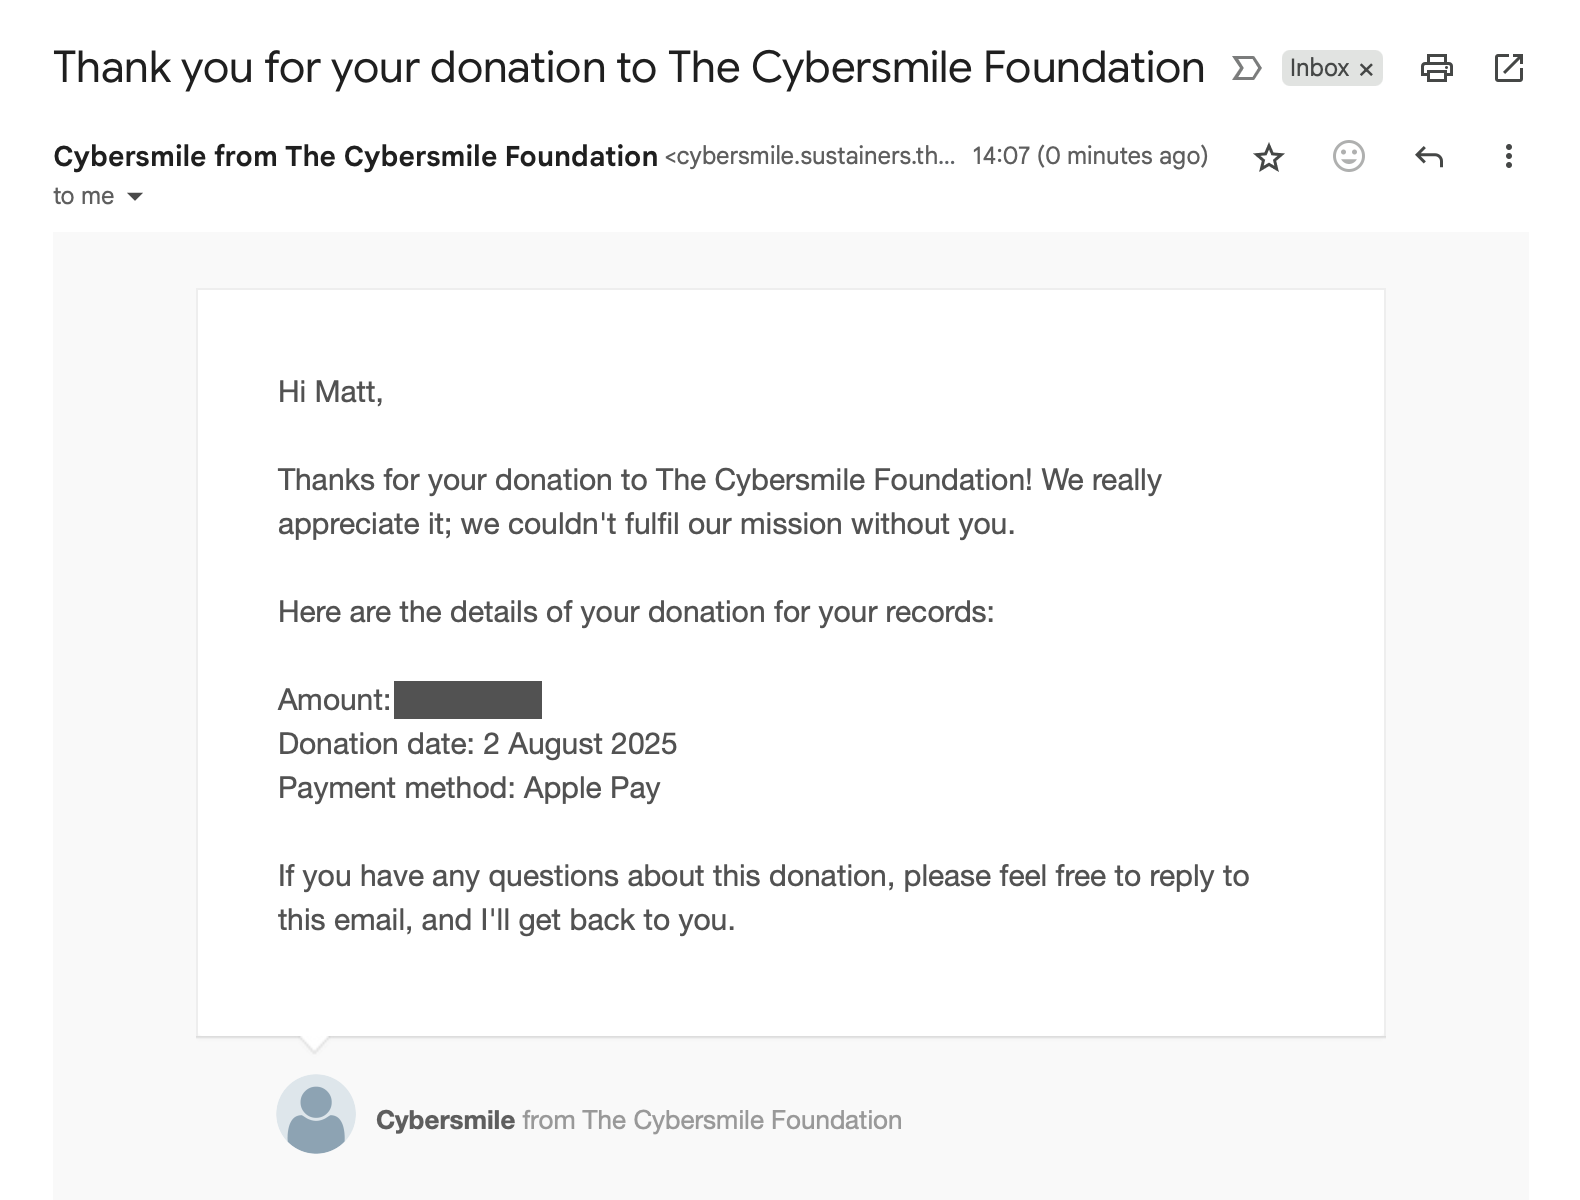 Thank you for your donation to The Cybersmile Foundation Inbox ×
Cybersmile from The Cybersmile Foundation <cybersmile.sustainers.th... 14:07 (0 minutes ago)
to me
Hi Matt,
Thanks for your donation to The Cybersmile Foundation! We really
appreciate it; we couldn't fulfil our mission without you.
Here are the details of your donation for your records:
Amount:
Donation date: 2 August 2025
Payment method: Apple Pay
If you have any questions about this donation, please feel free to reply to
this email, and I'll get back to you.
Cybersmile from The Cybersmile Foundation